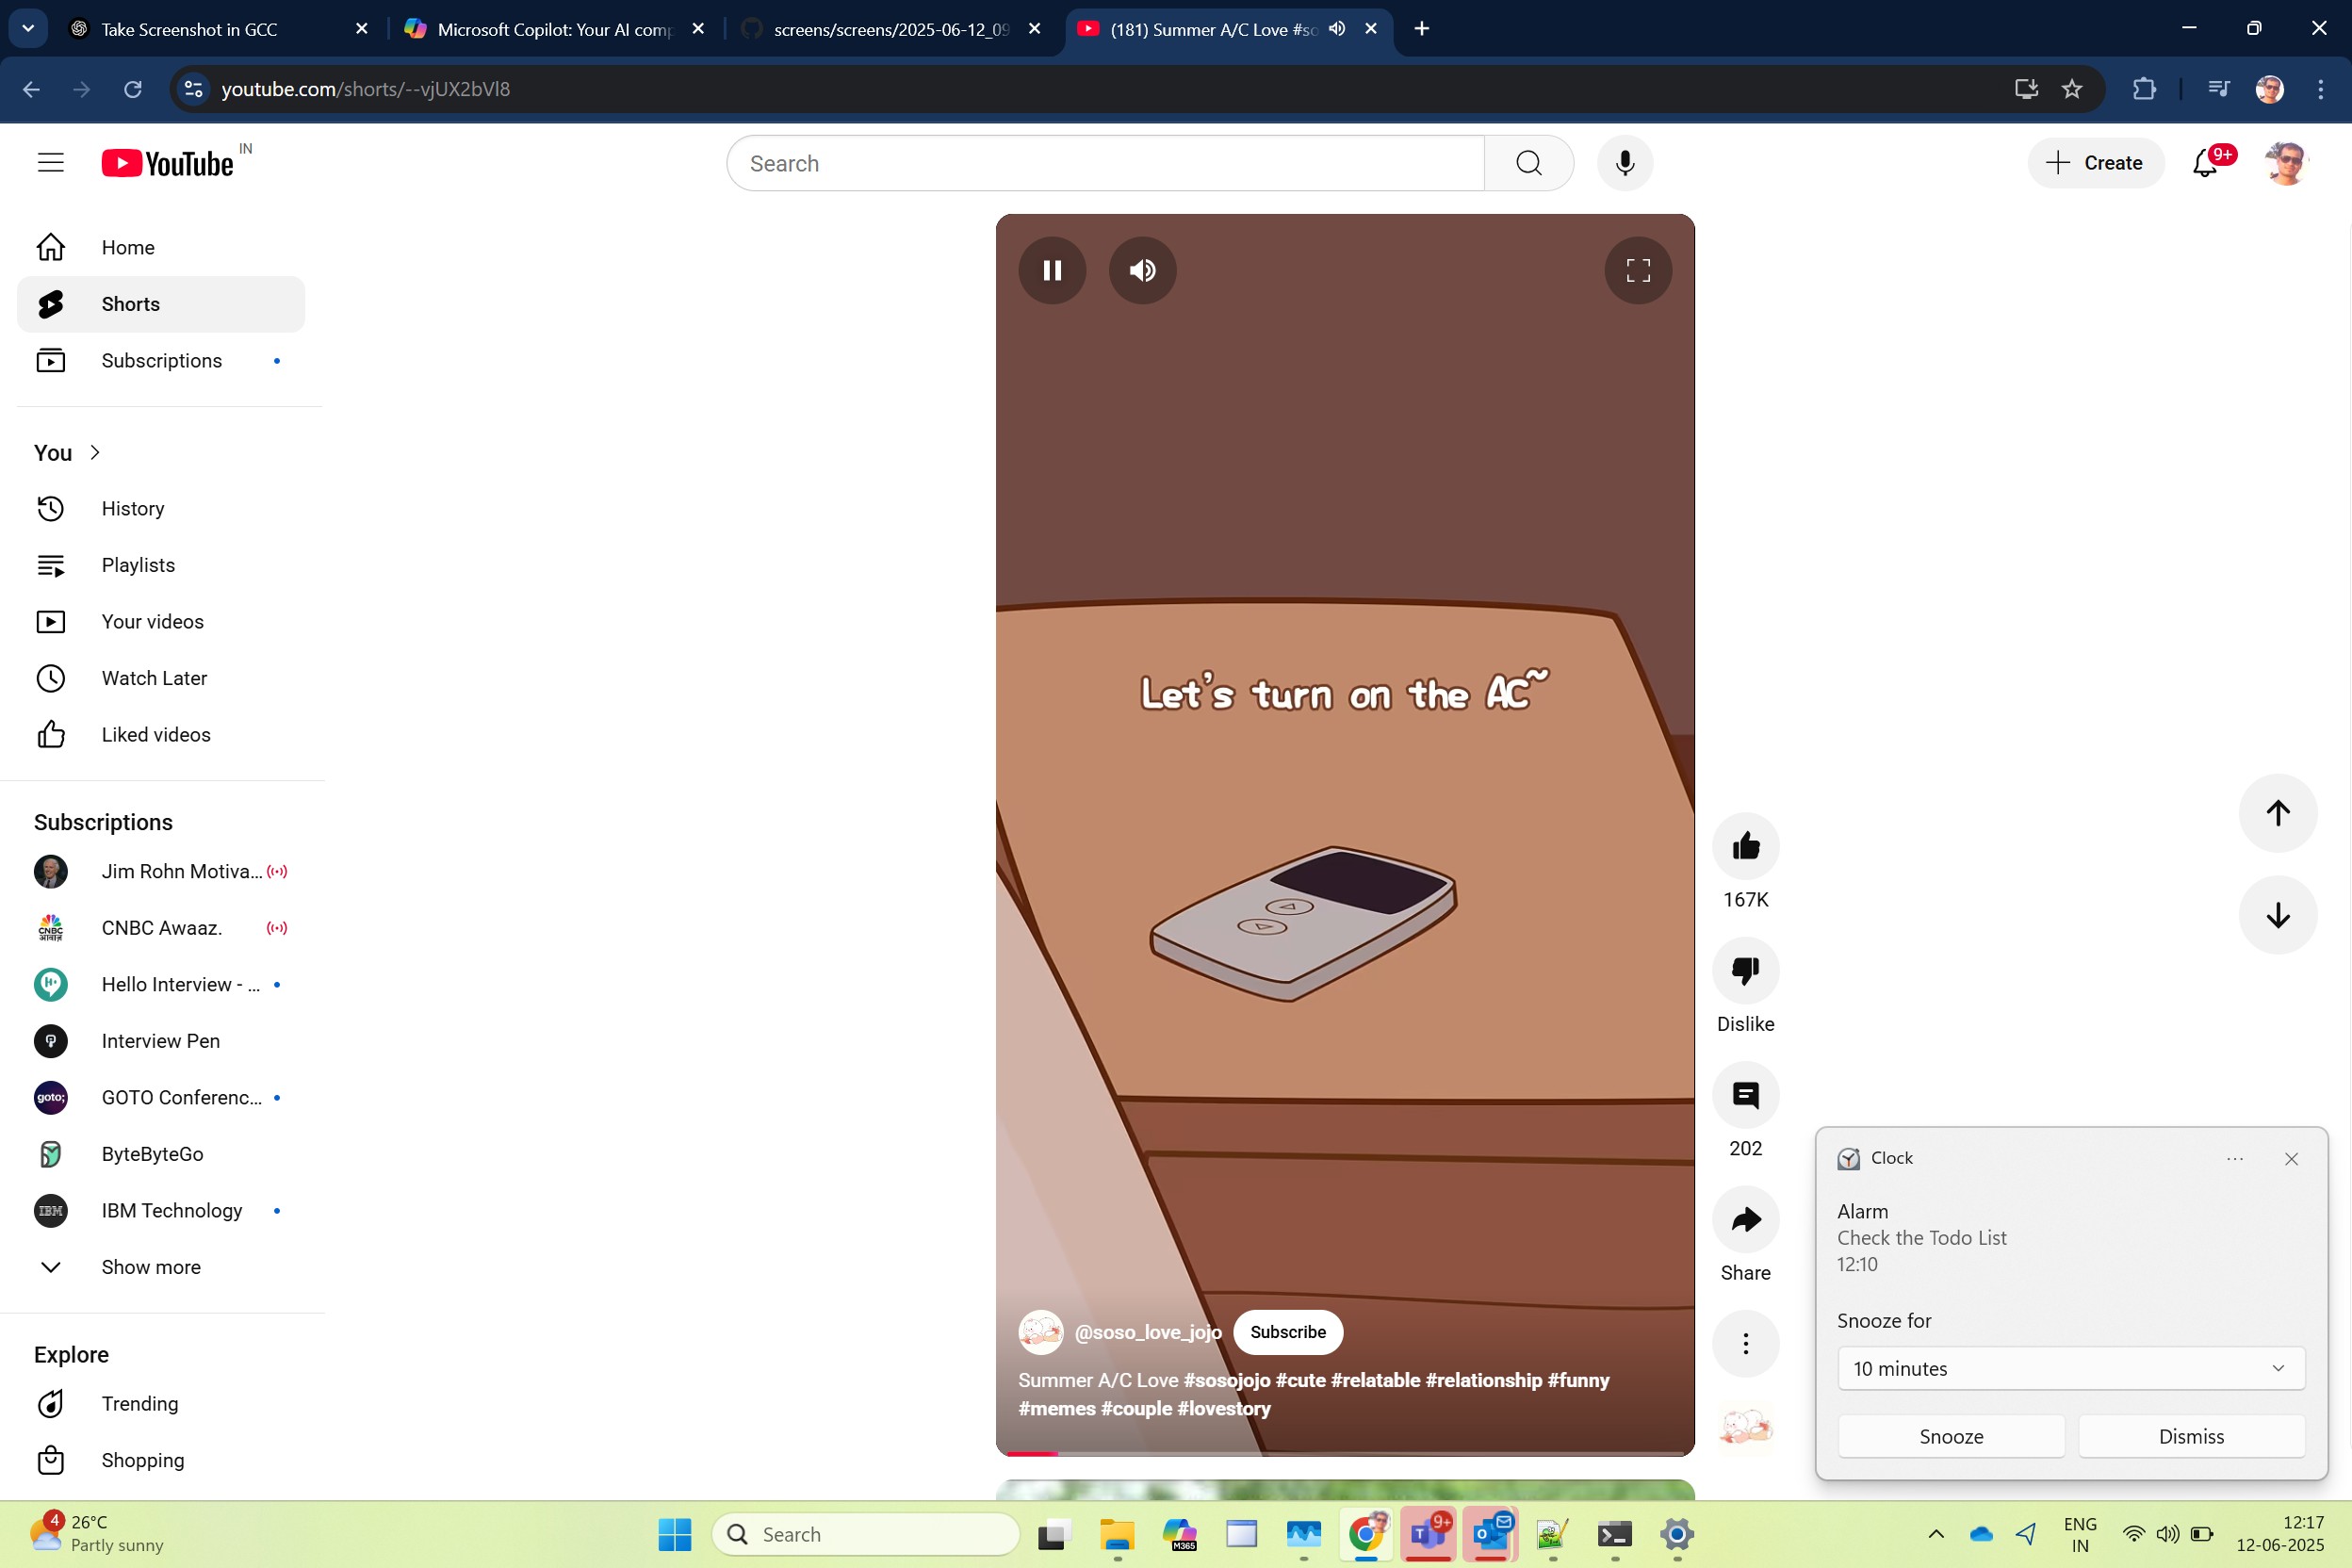 Take Screenshot in GCC
Microsoft Copilot: Your AI comp
screens/screens/2025-06-12_09
(181) Summer A/C Love #so
youtube.com/shorts/--vjUX2bVl8
YouTube IN
Search
Create
9+
Home
Shorts
Subscriptions
You
History
Playlists
Your videos
Watch Later
Liked videos
Subscriptions
Jim Rohn Motiva...
CNBC Awaaz.
Hello Interview - ...
Interview Pen
GOTO Conferenc...
ByteByteGo
IBM Technology
Show more
Explore
Trending
Shopping
Let's turn on the AC~
@soso_love_jojo
Subscribe
Summer A/C Love #sosojojo #cute #relatable #relationship #funny
#memes #couple #lovestory
167K
Dislike
202
Share
Clock
Alarm
Check the Todo List
12:10
Snooze for
10 minutes
Snooze
Dismiss
4
26°C
Partly sunny
Search
M365
9+
ENG
IN
12:17
12-06-2025